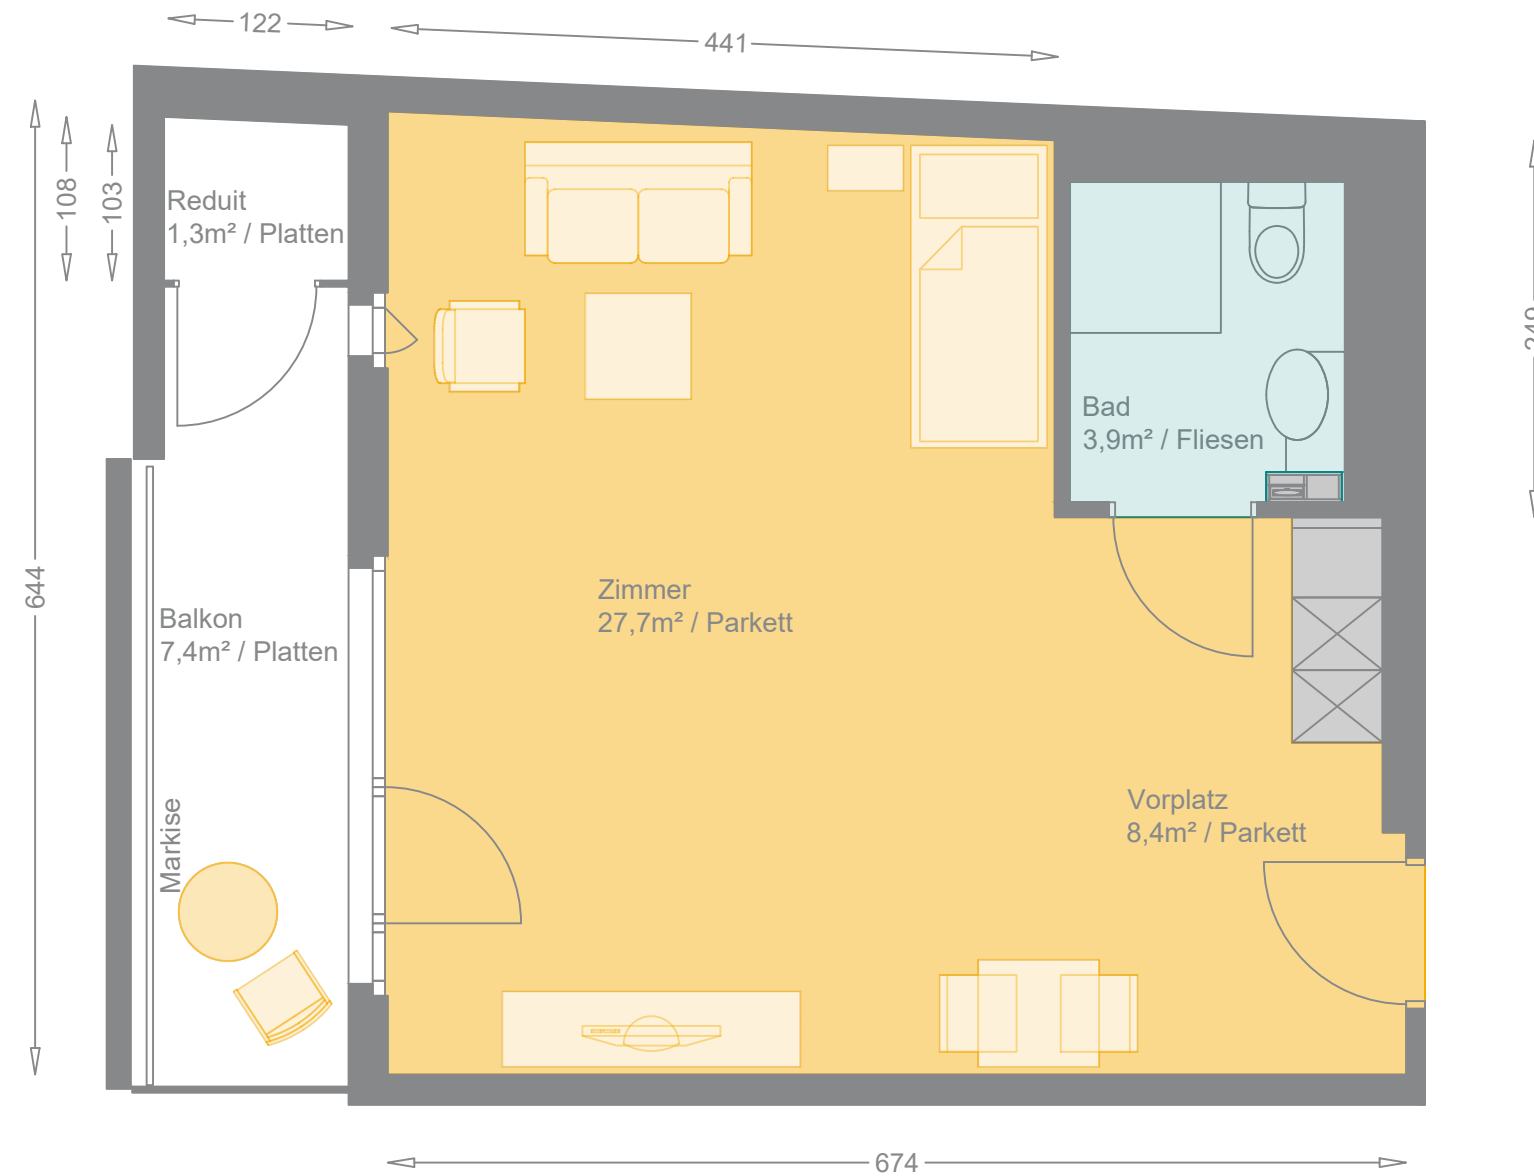 122
441
108
103
Reduit
1,3m² / Platten
249
Bad
3,9m² / Fliesen
644
Zimmer
27,7m² / Parkett
Balkon
7,4m² / Platten
Markise
Vorplatz
8,4m² / Parkett
674